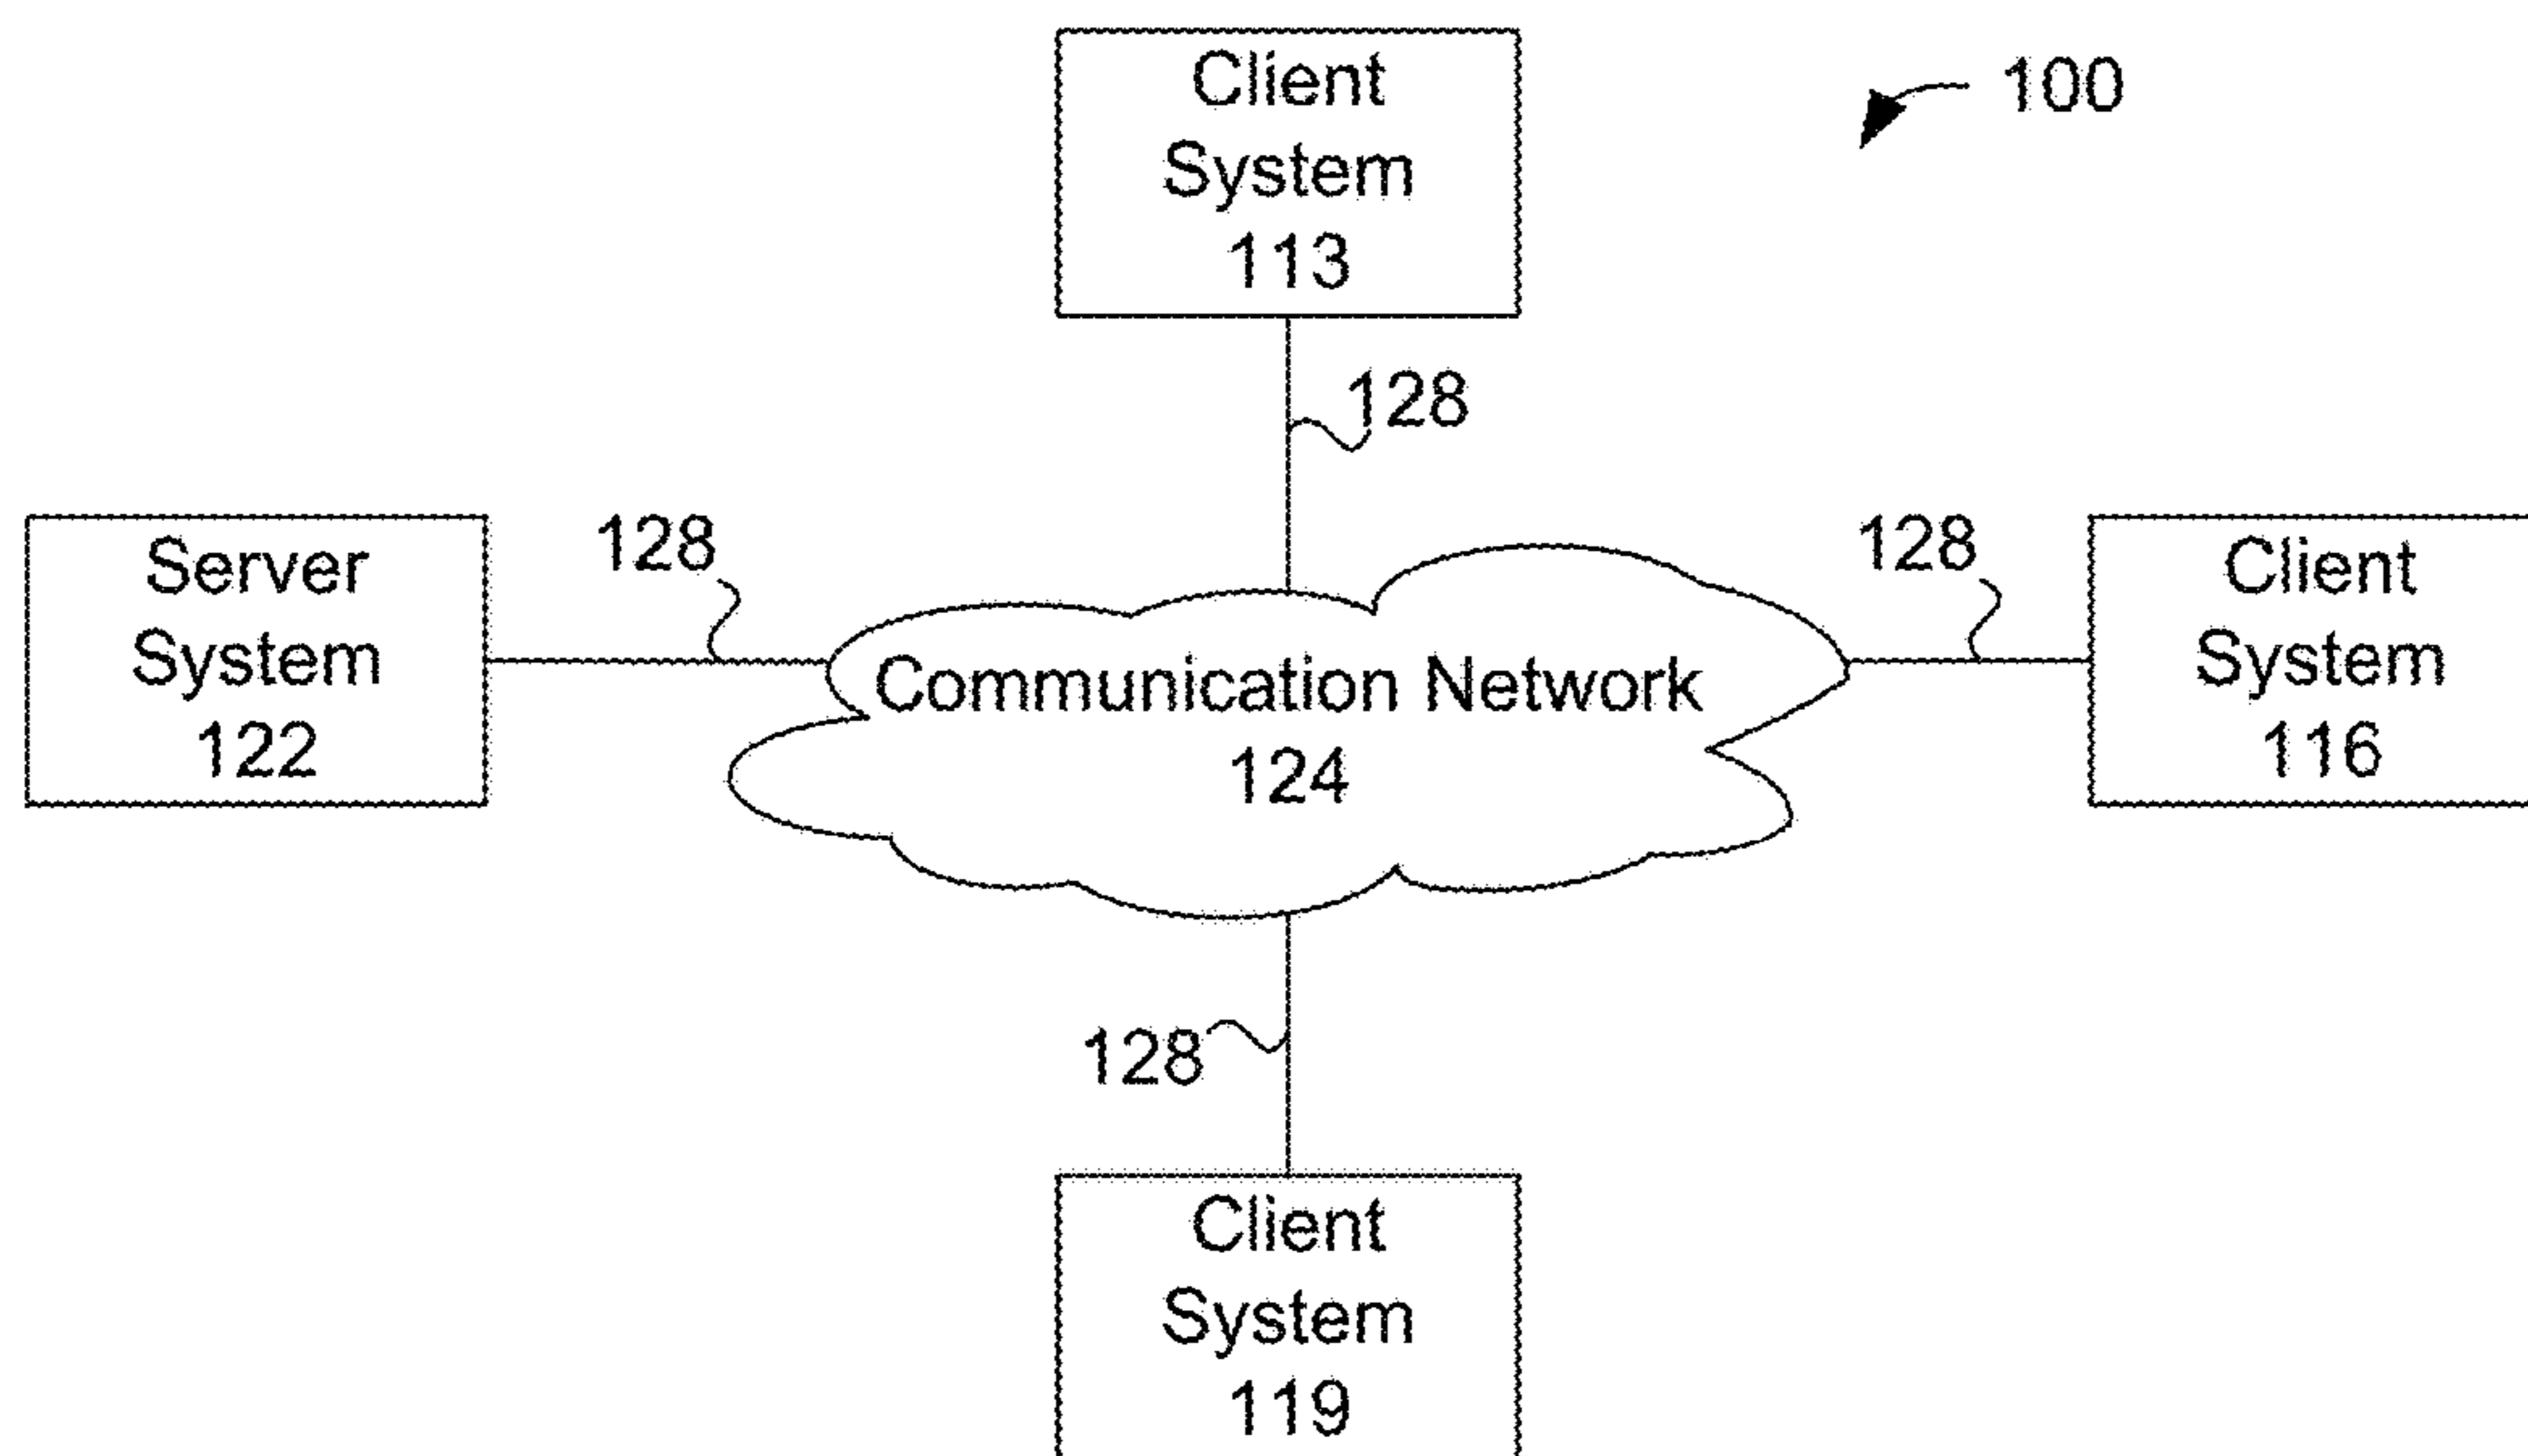 Client
System
113
100
128
Server
System
122
128
128
Client
System
116
Communication Network
124
128
Client
System
119